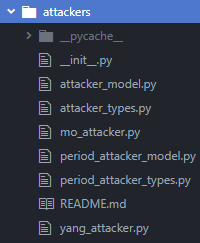 attackers
__pycache__
__init__.py
attacker_model.py
attacker_types.py
mo_attacker.py
period_attacker_model.py
period_attacker_types.py
README.md
yang_attacker.py